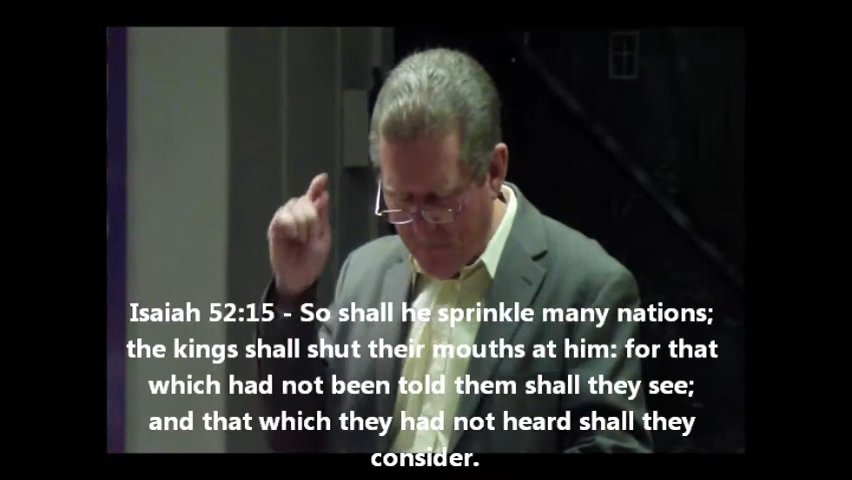 Isaiah 52:15 - So shall he sprinkle many nations;
the kings shall shut their mouths at him: for that
which had not been told them shall they see;
and that which they had not heard shall they
consider.